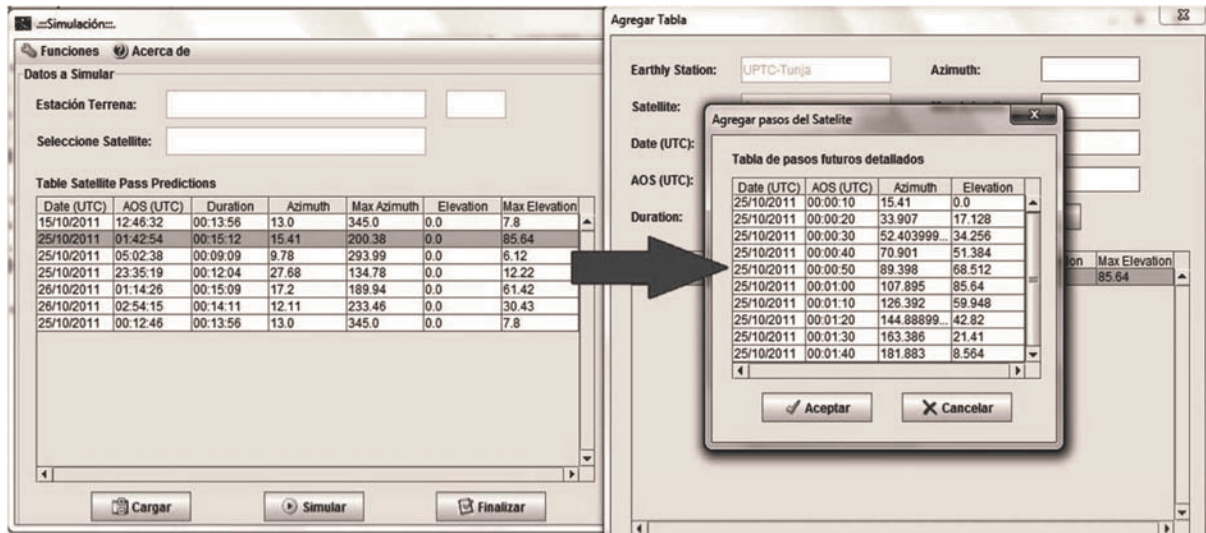 .:::Simulación:::.
Funciones Acerca de
Datos a Simular
Estación Terrena:
Seleccione Satellite:
Table Satellite Pass Predictions
Date (UTC) AOS (UTC) Duration Azimuth Max Azimuth Elevation Max Elevation
15/10/2011 12:46:32 00:13:56 13.0 345.0 0.0 7.8
25/10/2011 01:42:54 00:15:12 15.41 200.38 0.0 85.64
25/10/2011 05:02:38 00:09:09 9.78 293.99 0.0 6.12
25/10/2011 23:35:19 00:12:04 27.68 134.78 0.0 12.22
26/10/2011 01:14:26 00:15:09 17.2 189.94 0.0 61.42
26/10/2011 02:54:15 00:14:11 12.11 233.46 0.0 30.43
25/10/2011 00:12:46 00:13:56 13.0 345.0 0.0 7.8
Cargar Simular Finalizar
Agregar Tabla
Earthly Station: UPTC-Tunja Azimuth:
Satellite:
Date (UTC):
AOS (UTC):
Duration:
Max Elevation
85.64
Agregar pasos del Satelite
Tabla de pasos futuros detallados
Date (UTC) AOS (UTC) Azimuth Elevation
25/10/2011 00:00:10 15.41 0.0
25/10/2011 00:00:20 33.907 17.128
25/10/2011 00:00:30 52.403999... 34.256
25/10/2011 00:00:40 70.901 51.384
25/10/2011 00:00:50 89.398 68.512
25/10/2011 00:01:00 107.895 85.64
25/10/2011 00:01:10 126.392 59.948
25/10/2011 00:01:20 144.88899... 42.82
25/10/2011 00:01:30 163.386 21.41
25/10/2011 00:01:40 181.883 8.564
Aceptar Cancelar